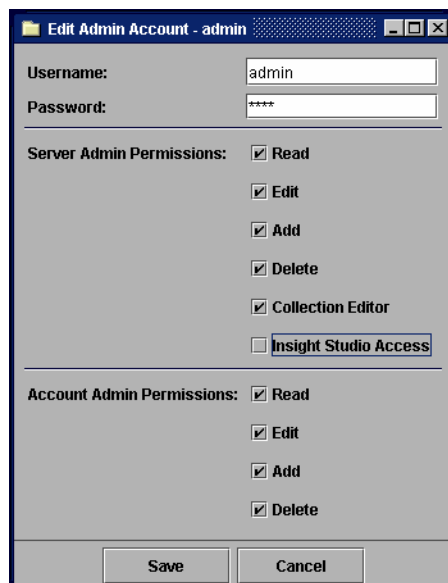 Edit Admin Account - admin
Username: admin
Password: ****
Server Admin Permissions: Read
Edit
Add
Delete
Collection Editor
Insight Studio Access
Account Admin Permissions: Read
Edit
Add
Delete
Save Cancel